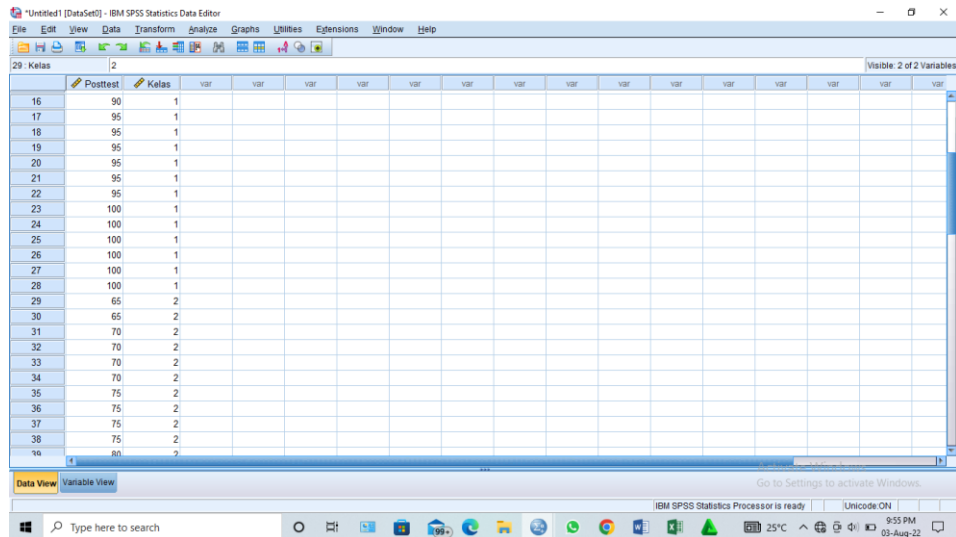 *Untitled1 [DataSet0] - IBM SPSS Statistics Data Editor
File Edit View Data Transform Analyze Graphs Utilities Extensions Window Help
29 : Kelas 2 Visible: 2 of 2 Variables
Posttest Kelas var var var var var var var var var var var var var var var
16 90 1
17 95 1
18 95 1
19 95 1
20 95 1
21 95 1
22 95 1
23 100 1
24 100 1
25 100 1
26 100 1
27 100 1
28 100 1
29 65 2
30 65 2
31 70 2
32 70 2
33 70 2
34 70 2
35 75 2
36 75 2
37 75 2
38 75 2
39 80 2
Data View Variable View
Go to Settings to activate Windows.
IBM SPSS Statistics Processor is ready Unicode:ON
Type here to search 99+ 25°C 9:55 PM
03-Aug-22